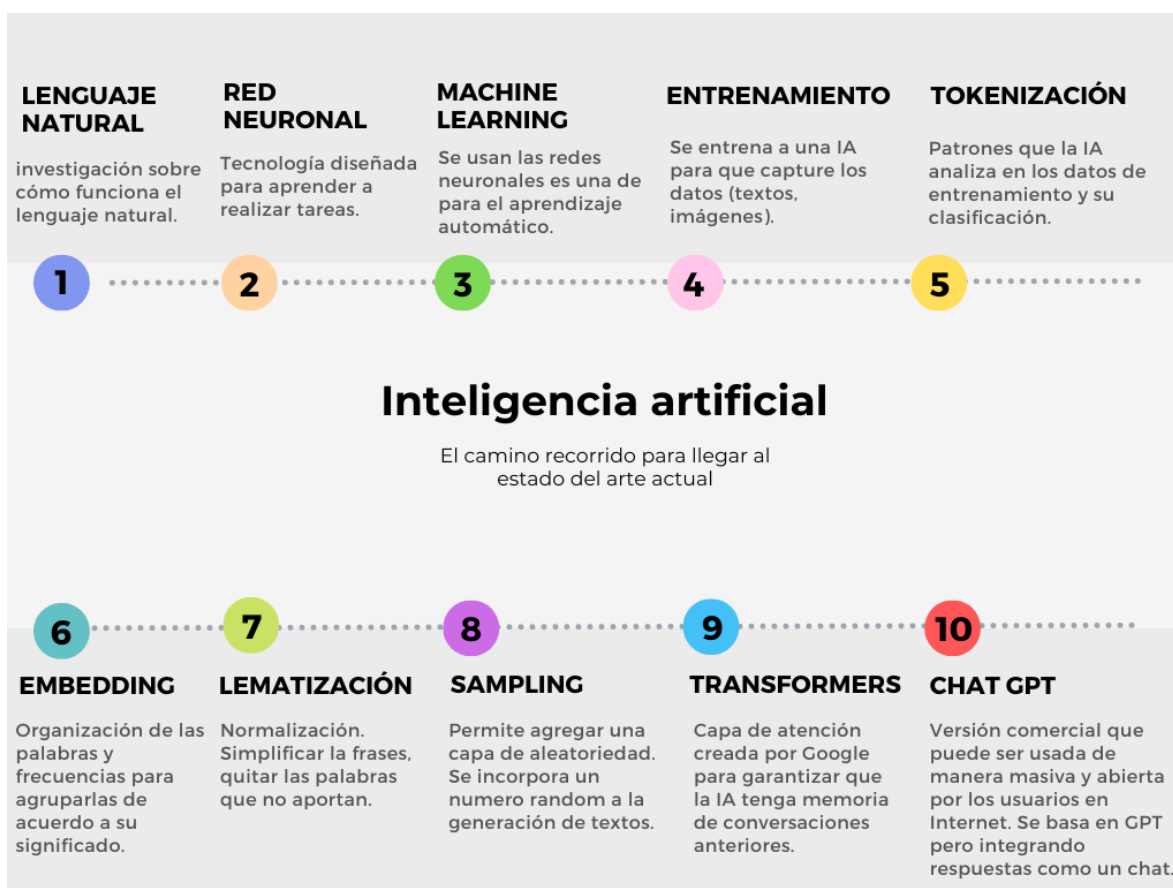 LENGUAJE
NATURAL
investigación sobre
cómo funciona el
lenguaje natural.
1
RED
NEURONAL
Tecnología diseñada
para aprender a
realizar tareas.
2
MACHINE
LEARNING
Se usan las redes
neuronales es una de
para el aprendizaje
automático.
3
ENTRENAMIENTO
Se entrena a una IA
para que capture los
datos (textos,
imágenes).
4
TOKENIZACIÓN
Patrones que la IA
analiza en los datos de
entrenamiento y su
clasificación.
5
Inteligencia artificial
El camino recorrido para llegar al
estado del arte actual
6
EMBEDDING
Organización de las
palabras y
frecuencias para
agruparlas de
acuerdo a su
significado.
7
LEMATIZACIÓN
Normalización.
Simplificar la frases,
quitar las palabras
que no aportan.
8
SAMPLING
Permite agregar una
capa de aleatoriedad.
Se incorpora un
numero random a la
generación de textos.
9
TRANSFORMERS
Capa de atención
creada por Google
para garantizar que
la IA tenga memoria
de conversaciones
anteriores.
10
CHAT GPT
Versión comercial que
puede ser usada de
manera masiva y abierta
por los usuarios en
Internet. Se basa en GPT
pero integrando
respuestas como un chat.